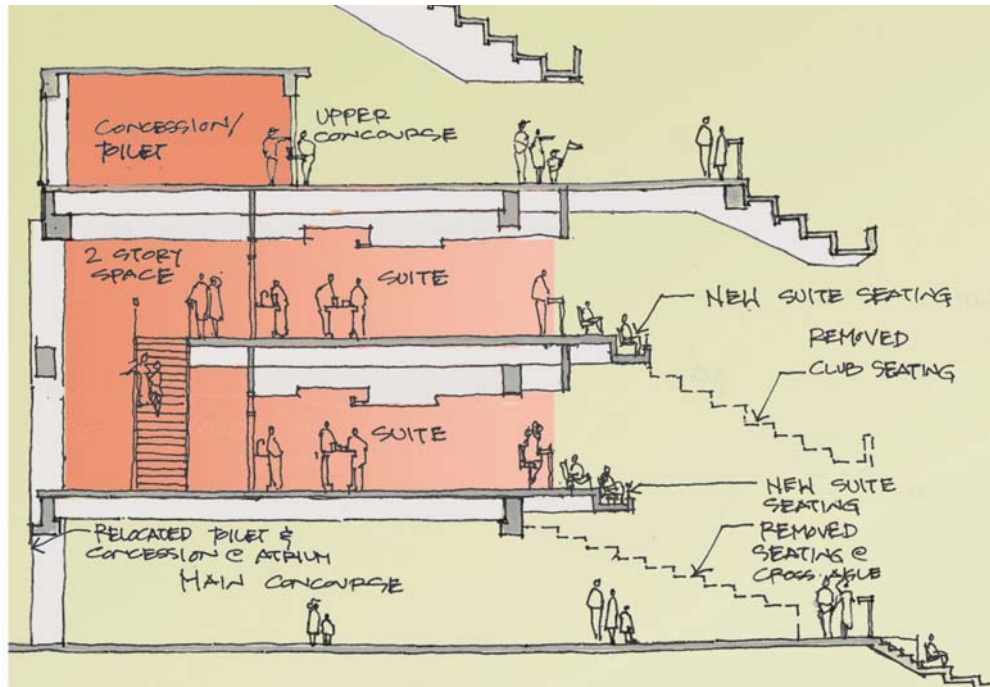 CONCESSION/
TOILET
UPPER
CONCOURSE
2 STORY
SPACE
SUITE
NEW SUITE SEATING
REMOVED
CLUB SEATING
SUITE
NEW SUITE
SEATING
REMOVED
SEATING @
CROSS AISLE
RELOCATED TOILET &
CONCESSION @ ATRIUM
MAIN CONCOURSE